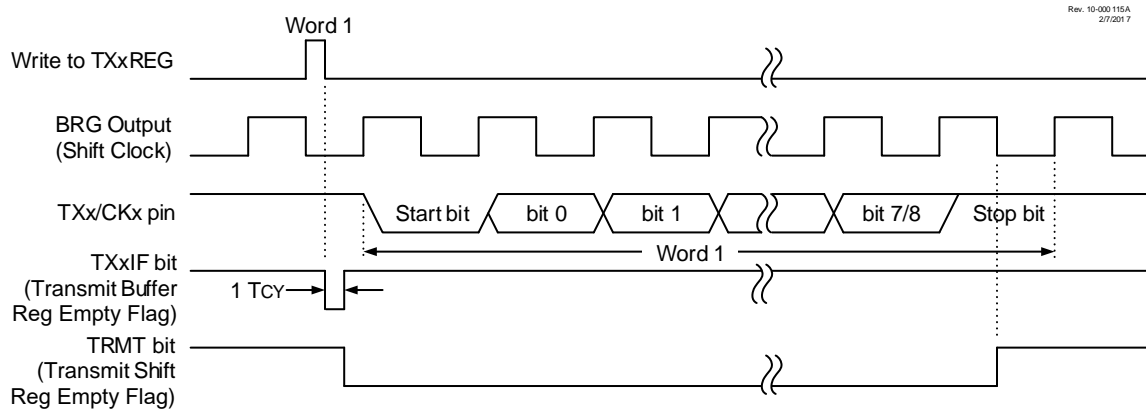 Rev. 10-000 115A
2/7/201 7
Word 1
Write to TXxREG
BRG Output
(Shift Clock)
TXx/CKx pin
Start bit
bit 0
bit 1
bit 7/8
Stop bit
Word 1
TXxIF bit
(Transmit Buffer
Reg Empty Flag)
1 TCY
TRMT bit
(Transmit Shift
Reg Empty Flag)